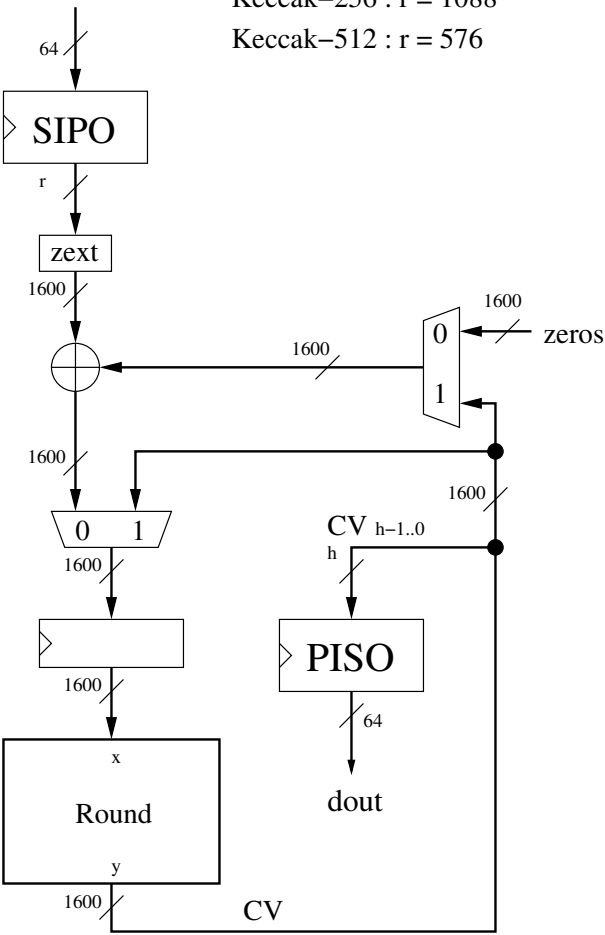 Keccak−256 : r = 1088
Keccak−512 : r = 576
64
SIPO
r
zext
1600
1600
0
zeros
1600
1
1600
1600
0 1
CV h−1..0
h
1600
PISO
1600
64
x
dout
Round
y
1600
CV